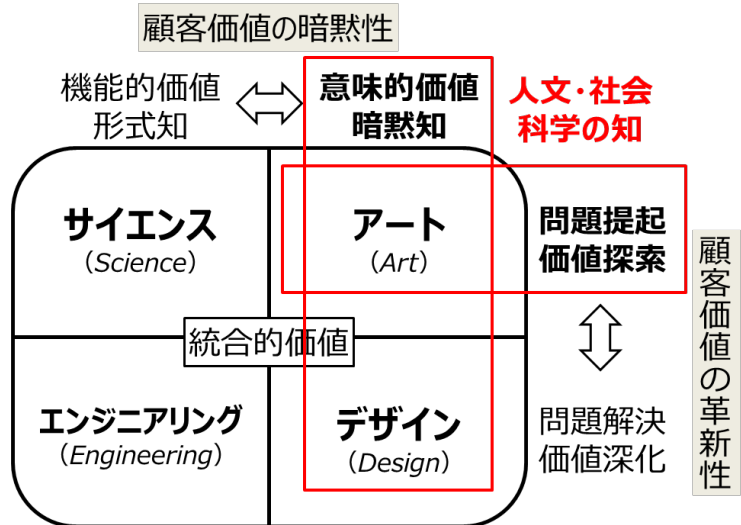 顧客価値の暗黙性
機能的価値
形式知
意味的価値
暗黙知
人文・社会
科学の知
サイエンス
（Science）
アート
（Art）
問題提起
価値探索
統合的価値
エンジニアリング
（Engineering）
デザイン
（Design）
問題解決
価値深化
顧客価値の革新性